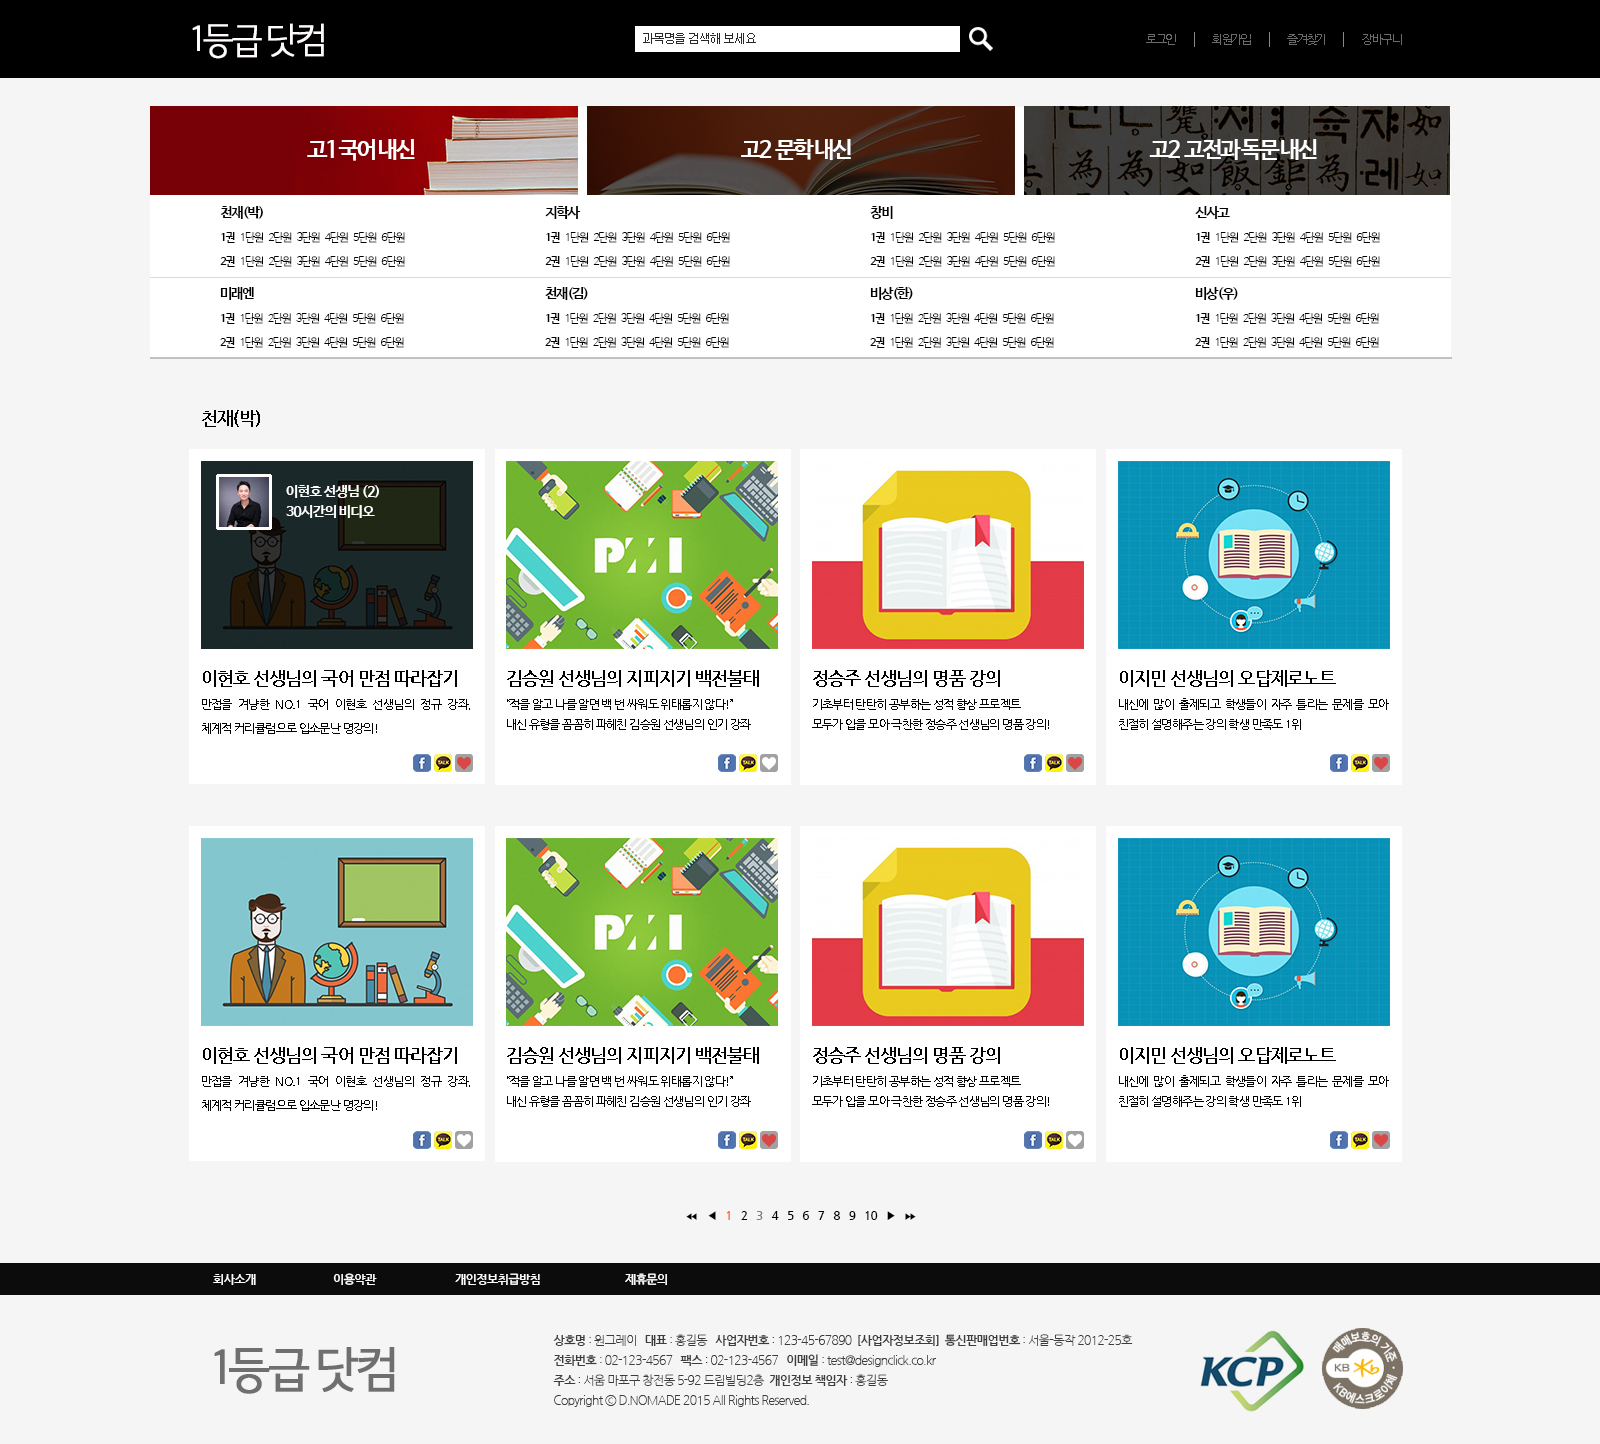 1등급 닷컴
과목명을 검색해 보세요
로그인 회원가입 즐겨찾기 장바구니
고1 국어 내신
고2 문학 내신
고2 고전과 독문 내신
천재(박) 지학사 창비 신사고
1권 1단원 2단원 3단원 4단원 5단원 6단원 1권 1단원 2단원 3단원 4단원 5단원 6단원 1권 1단원 2단원 3단원 4단원 5단원 6단원 1권 1단원 2단원 3단원 4단원 5단원 6단원
2권 1단원 2단원 3단원 4단원 5단원 6단원 2권 1단원 2단원 3단원 4단원 5단원 6단원 2권 1단원 2단원 3단원 4단원 5단원 6단원 2권 1단원 2단원 3단원 4단원 5단원 6단원
미래엔 천재(김) 비상(한) 비상(우)
1권 1단원 2단원 3단원 4단원 5단원 6단원 1권 1단원 2단원 3단원 4단원 5단원 6단원 1권 1단원 2단원 3단원 4단원 5단원 6단원 1권 1단원 2단원 3단원 4단원 5단원 6단원
2권 1단원 2단원 3단원 4단원 5단원 6단원 2권 1단원 2단원 3단원 4단원 5단원 6단원 2권 1단원 2단원 3단원 4단원 5단원 6단원 2권 1단원 2단원 3단원 4단원 5단원 6단원
천재(박)
이현호 선생님 (2)
30시간의 비디오
이현호 선생님의 국어 만점 따라잡기
만점을 겨냥한 NO.1 국어 이현호 선생님의 정규 강좌.
체계적 커리큘럼으로 입소문난 명강의!
TALK
PMI
김승원 선생님의 지피지기 백전불태
"적을 알고 나를 알면 백 번 싸워도 위태롭지 않다!"
내신 유형을 꼼꼼히 파헤친 김승원 선생님의 인기 강좌
TALK
정승주 선생님의 명품 강의
기초부터 탄탄히 공부하는 성적 향상 프로젝트
모두가 입을 모아 극찬한 정승주 선생님의 명품 강의!
TALK
이지민 선생님의 오답제로노트
내신에 많이 출제되고 학생들이 자주 틀리는 문제를 모아
친절히 설명해주는 강의 학생 만족도 1위
TALK
이현호 선생님의 국어 만점 따라잡기
만점을 겨냥한 NO.1 국어 이현호 선생님의 정규 강좌.
체계적 커리큘럼으로 입소문난 명강의!
TALK
PMI
김승원 선생님의 지피지기 백전불태
"적을 알고 나를 알면 백 번 싸워도 위태롭지 않다!"
내신 유형을 꼼꼼히 파헤친 김승원 선생님의 인기 강좌
TALK
정승주 선생님의 명품 강의
기초부터 탄탄히 공부하는 성적 향상 프로젝트
모두가 입을 모아 극찬한 정승주 선생님의 명품 강의!
TALK
이지민 선생님의 오답제로노트
내신에 많이 출제되고 학생들이 자주 틀리는 문제를 모아
친절히 설명해주는 강의 학생 만족도 1위
TALK
1 2 3 4 5 6 7 8 9 10
회사소개 이용약관 개인정보취급방침 제휴문의
1등급 닷컴
상호명 : 윈그레이 대표 : 홍길동 사업자번호 : 123-45-67890 [사업자정보조회] 통신판매업번호 : 서울-동작 2012-25호
전화번호 : 02-123-4567 팩스 : 02-123-4567 이메일 : test@designclick.co.kr
주소 : 서움 마포구 창전동 5-92 드림빌딩2층 개인정보 책임자 : 홍길동
Copyright ⓒ D.NOMADE 2015 All Rights Reserved.
KCP
매매보호의 기준
KB
KB에스크로이체